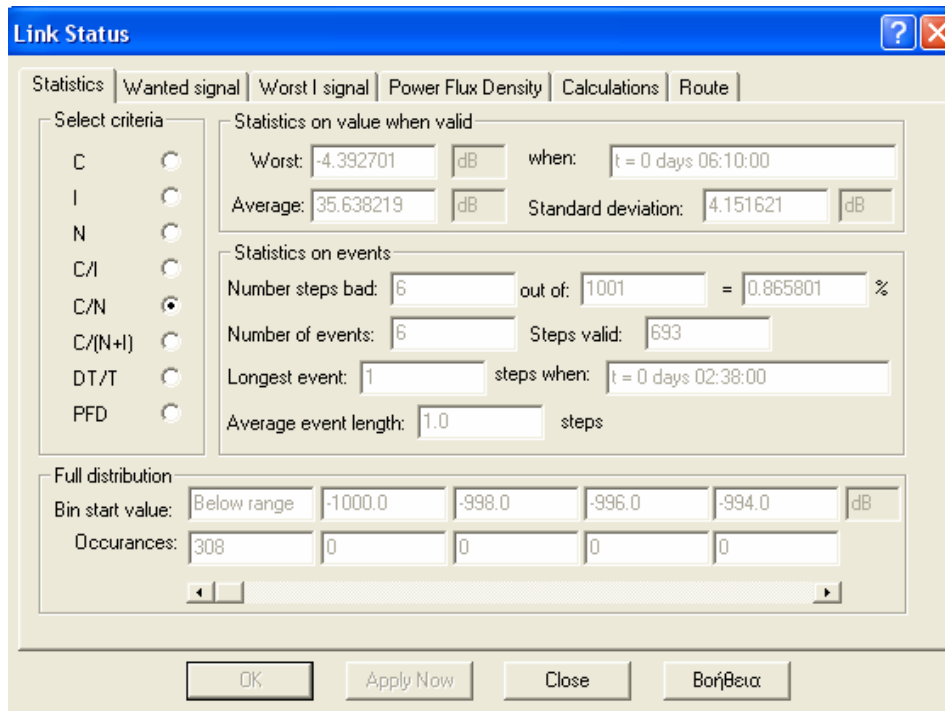 Link Status
Statistics Wanted signal Worst I signal Power Flux Density Calculations Route
Select criteria
C
I
N
C/I
C/N
C/(N+I)
DT/T
PFD
Statistics on value when valid
Worst: -4.392701 dB when: t = 0 days 06:10:00
Average: 35.638219 dB Standard deviation: 4.151621 dB
Statistics on events
Number steps bad: 6 out of: 1001 = 0.865801 %
Number of events: 6 Steps valid: 693
Longest event: 1 steps when: t = 0 days 02:38:00
Average event length: 1.0 steps
Full distribution
Bin start value: Below range -1000.0 -998.0 -996.0 -994.0 dB
Occurances: 308 0 0 0 0
OK Apply Now Close Βοήθεια